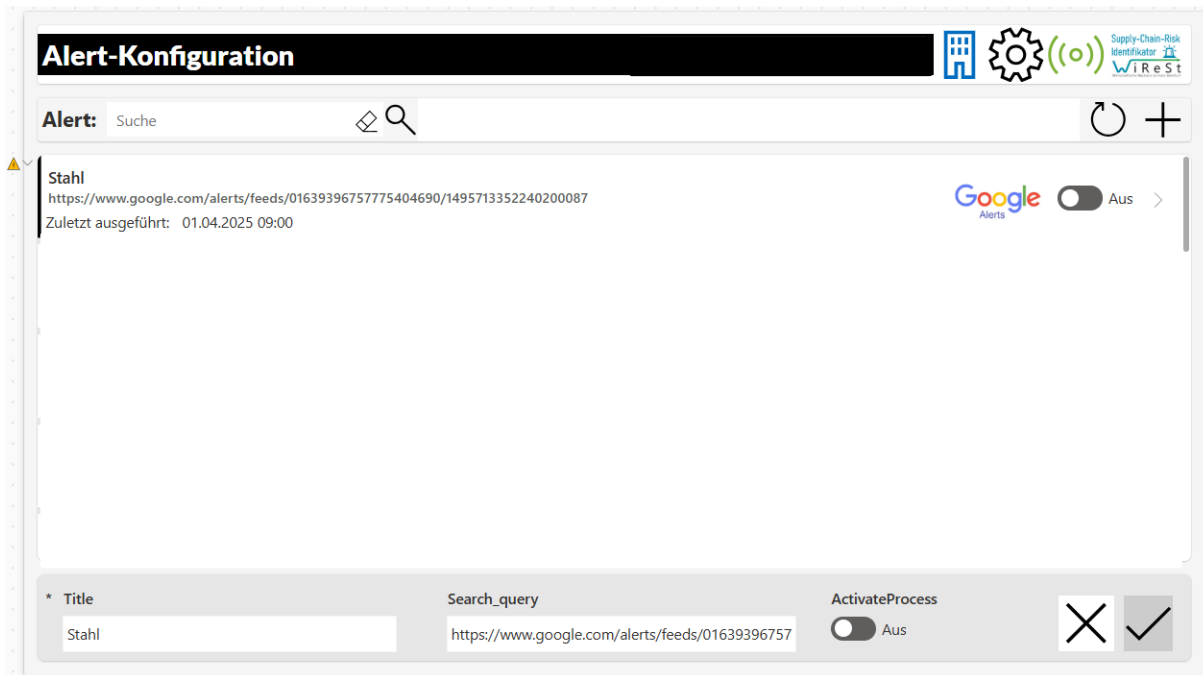 Alert-Konfiguration
Supply-Chain-Risk
Identifikator
WiReSt
Alert: Suche
Stahl
https://www.google.com/alerts/feeds/01639396757775404690/1495713352240200087
Zuletzt ausgeführt: 01.04.2025 09:00
Google
Alerts
Aus
* Title
Search_query
ActivateProcess
Stahl
https://www.google.com/alerts/feeds/01639396757
Aus